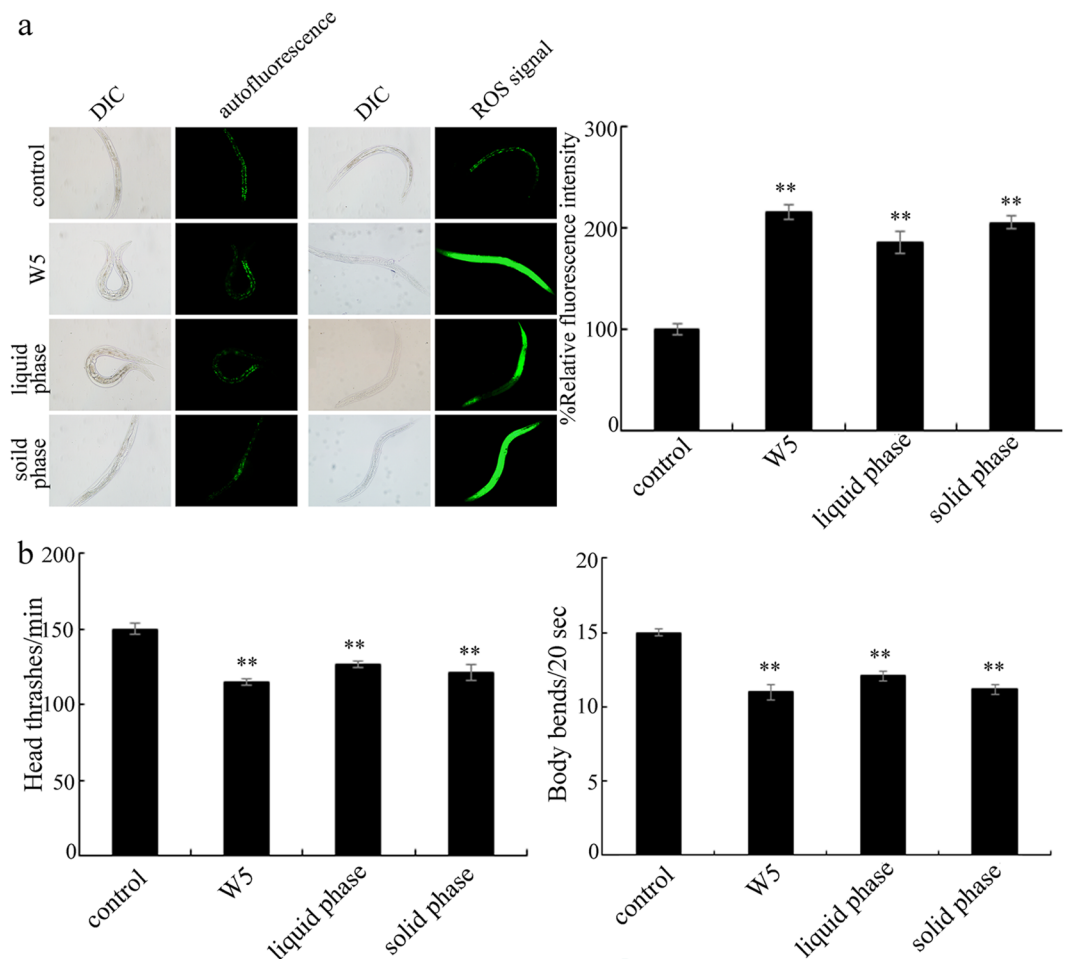 a
DIC
autofluorescence
DIC
ROS signal
control
W5
liquid
phase
soild
phase
%Relative fluorescence intensity
300
200
100
0
**
**
**
control
W5
liquid phase
solid phase
b
Head thrashes/min
200
150
100
50
0
**
**
**
control
W5
liquid phase
solid phase
Body bends/20 sec
20
15
10
5
0
**
**
**
control
W5
liquid phase
solid phase